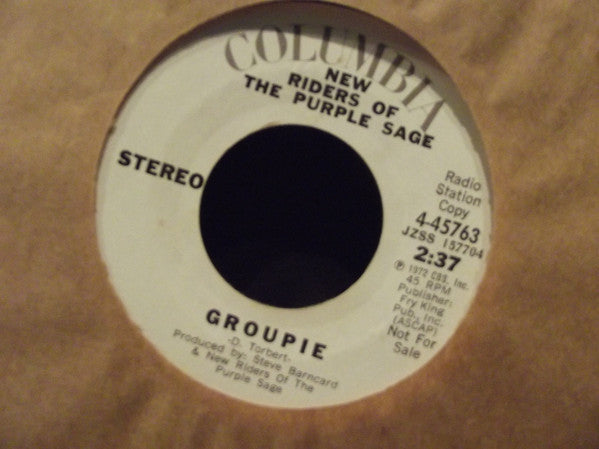 COLUMBIA
NEW
RIDERS OF
THE PURPLE SAGE
STEREO
Radio
Station
Copy
4-45763
JZSS 157704
2:37
℗ 1972 CBS, Inc.
45 RPM
Publisher:
Fry King
Pub., Inc.
(ASCAP)
Not For
Sale
GROUPIE
-D. Torbert-
Produced by: Steve Barncard
& New Riders Of The
Purple Sage